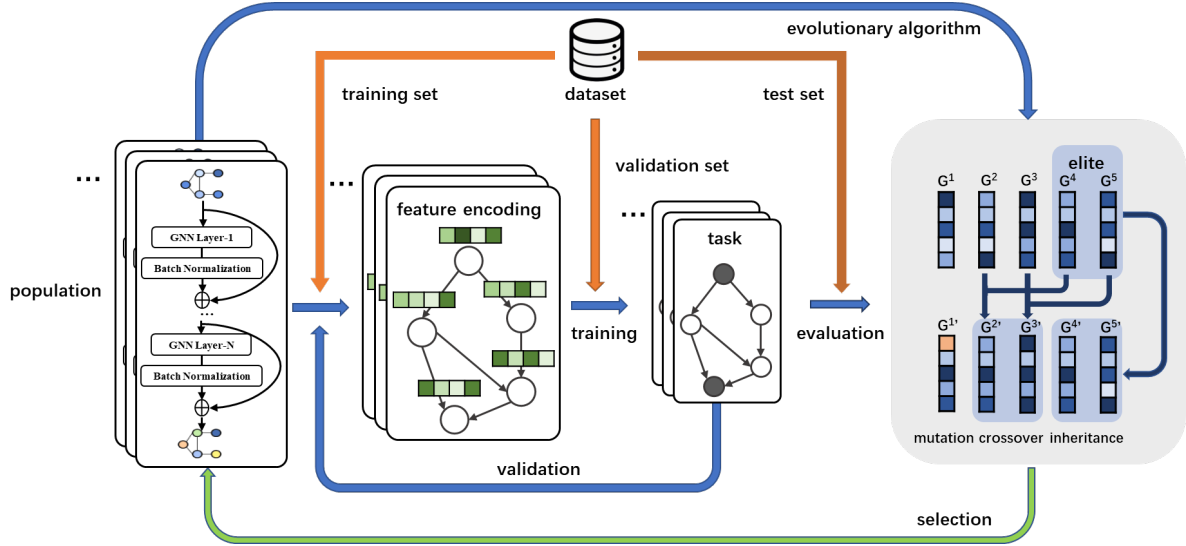 evolutionary algorithm
dataset
training set
test set
validation set
...
population
GNN Layer-1
Batch Normalization
...
GNN Layer-N
Batch Normalization
...
feature encoding
training
...
task
evaluation
validation
elite
G¹ G² G³ G⁴ G⁵
G¹' G²' G³' G⁴' G⁵'
mutation crossover inheritance
selection